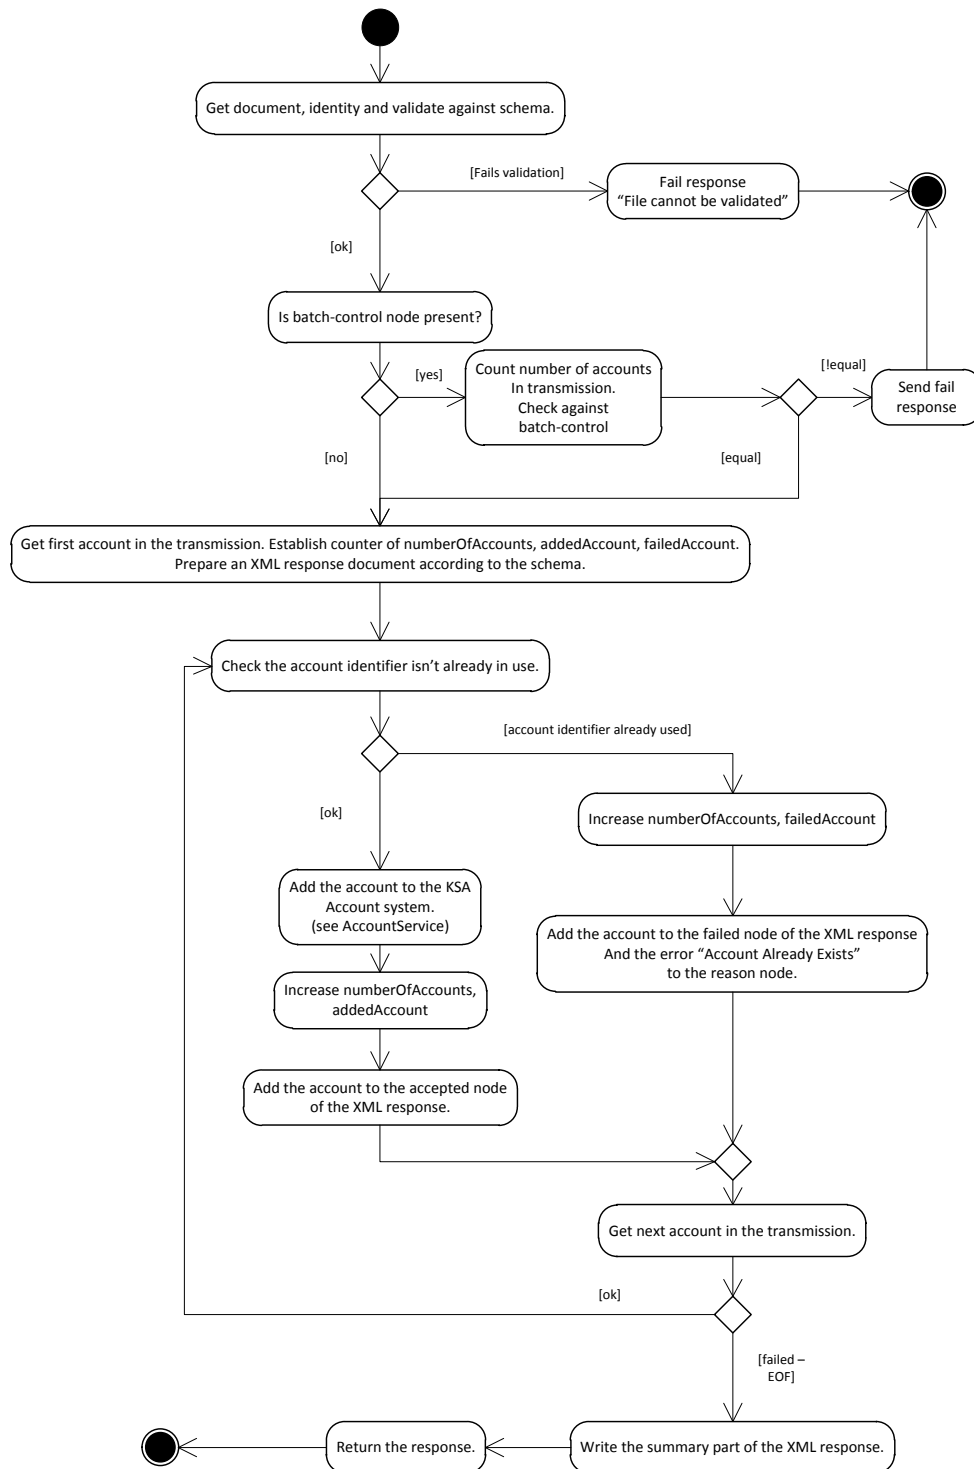 Get document, identity and validate against schema.
[Fails validation]
Fail response
“File cannot be validated”
[ok]
Is batch-control node present?
[yes]
Count number of accounts
In transmission.
Check against
batch-control
[!equal]
Send fail
response
[no]
[equal]
Get first account in the transmission. Establish counter of numberOfAccounts, addedAccount, failedAccount.
Prepare an XML response document according to the schema.
Check the account identifier isn’t already in use.
[account identifier already used]
[ok]
Increase numberOfAccounts, failedAccount
Add the account to the KSA
Account system.
(see AccountService)
Add the account to the failed node of the XML response
And the error “Account Already Exists”
to the reason node.
Increase numberOfAccounts,
addedAccount
Add the account to the accepted node
of the XML response.
Get next account in the transmission.
[ok]
[failed –
EOF]
Return the response.
Write the summary part of the XML response.